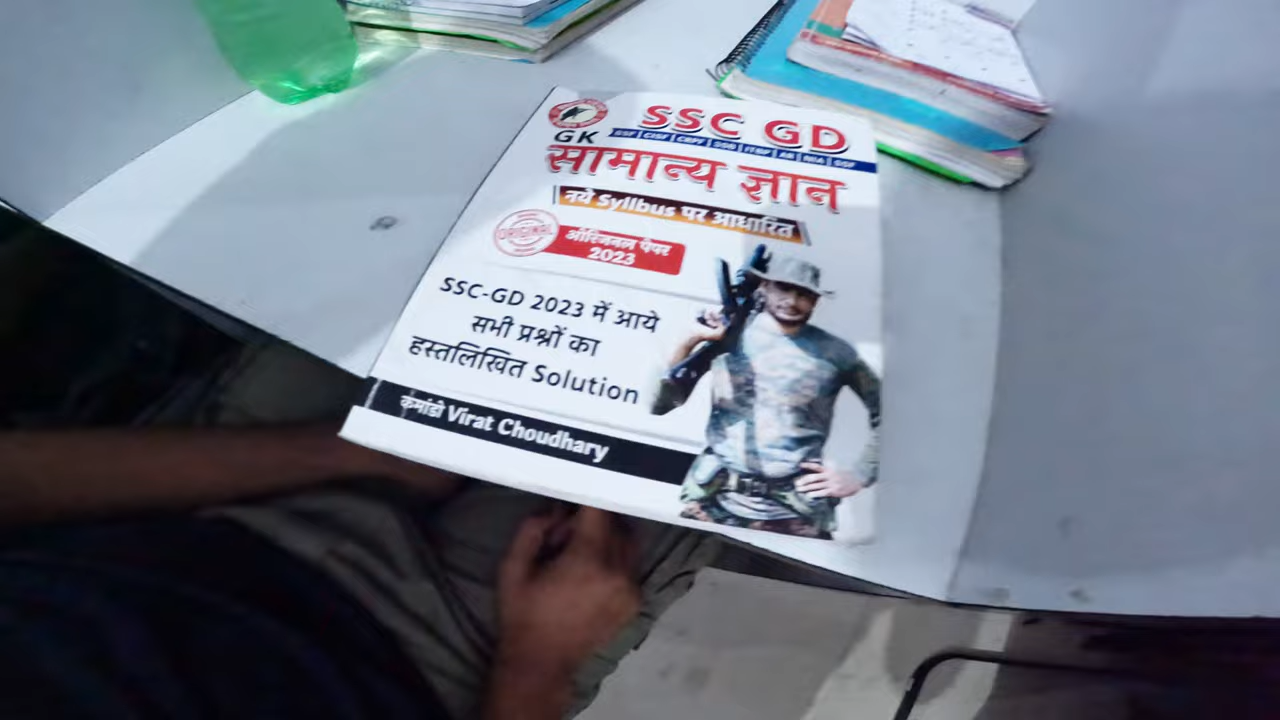 SSC GD
GK
BSF | CISF | CRPF | SSB | ITBP | AR | NIA | SSF
सामान्य ज्ञान
नये Syllbus पर आधारित
ORIGINAL
ओरिजनल पेपर
2023
SSC-GD 2023 में आये
सभी प्रश्नों का
हस्तलिखित Solution
कमांडो Virat Choudhary